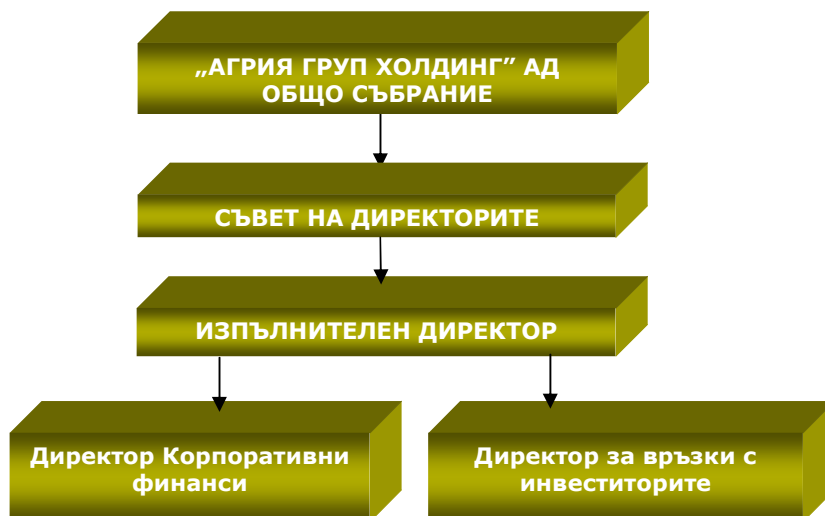 „АГРИЯ ГРУП ХОЛДИНГ” АД
ОБЩО СЪБРАНИЕ
СЪВЕТ НА ДИРЕКТОРИТЕ
ИЗПЪЛНИТЕЛЕН ДИРЕКТОР
Директор Корпоративни
финанси
Директор за връзки с
инвеститорите